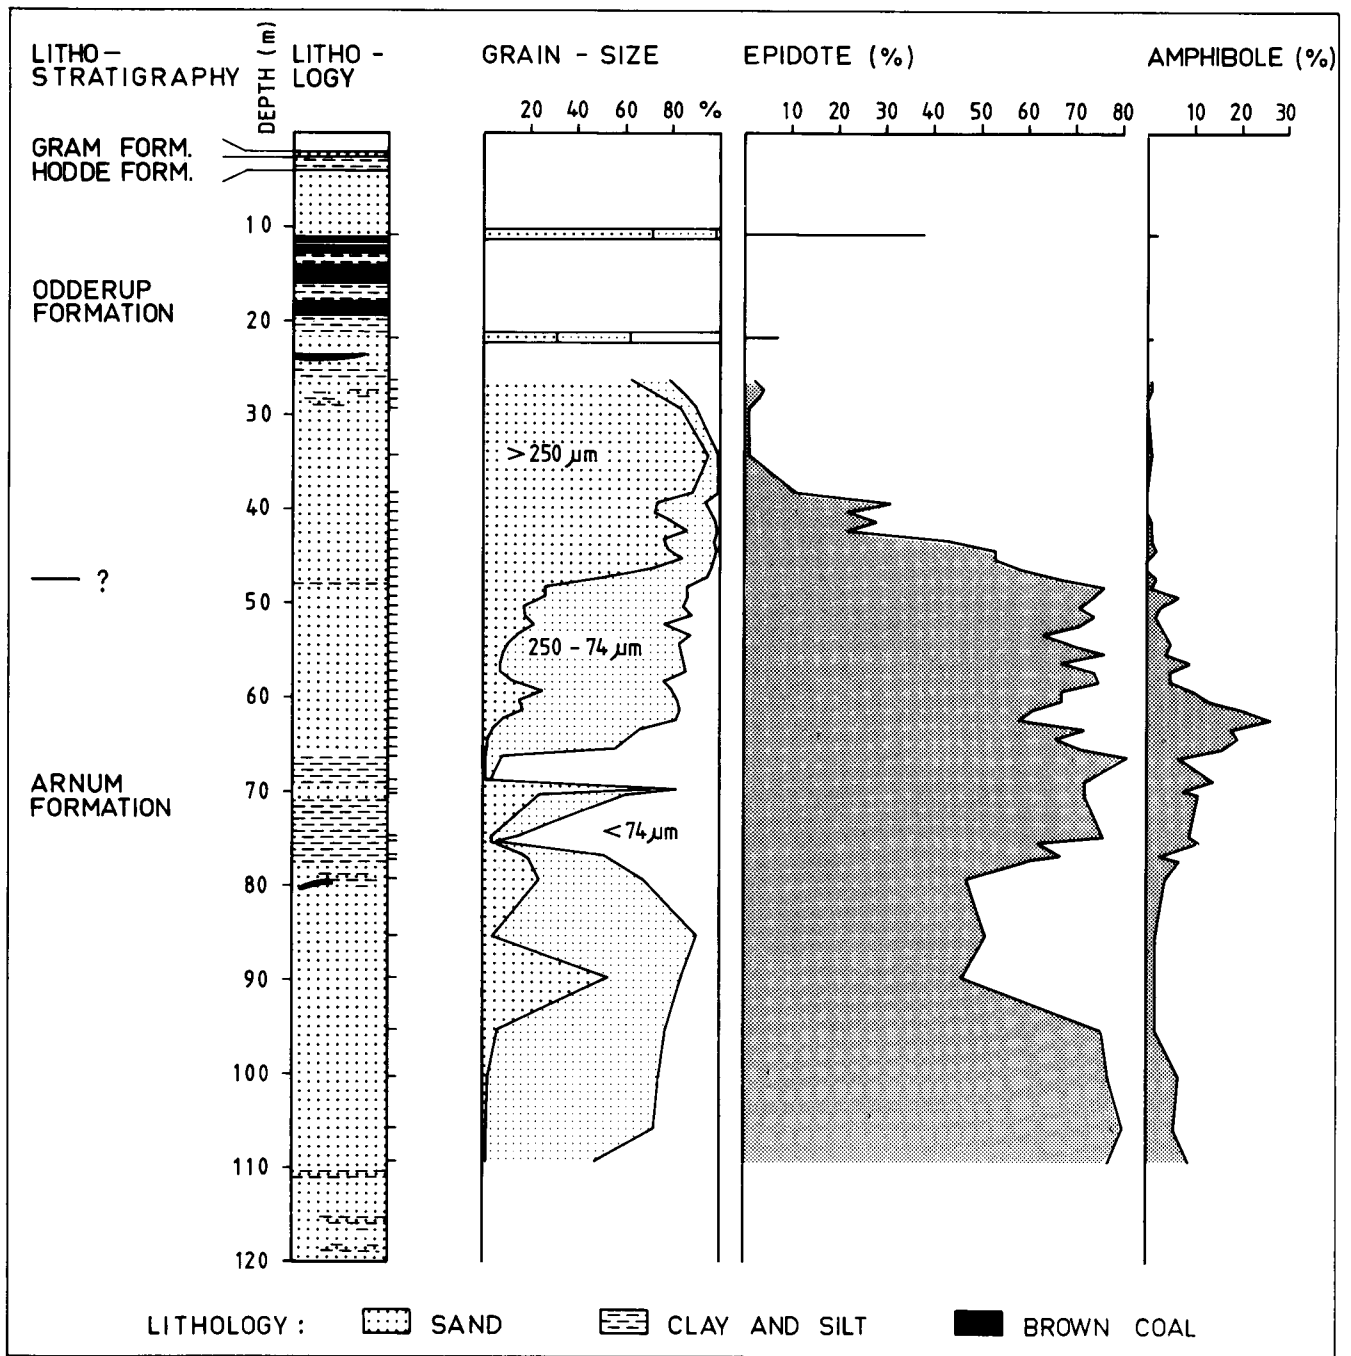 LITHO-
STRATIGRAPHY
DEPTH (m)
LITHO-
LOGY
GRAIN - SIZE
EPIDOTE (%)
AMPHIBOLE (%)
20 40 60 80 %
10 20 30 40 50 60 70 80
10 20 30
GRAM FORM.
HODDE FORM.
10
ODDERUP
FORMATION
20
30
> 250 µm
40
— ?
50
250 - 74 µm
60
ARNUM
FORMATION
70
< 74 µm
80
90
100
110
120
LITHOLOGY : SAND CLAY AND SILT BROWN COAL